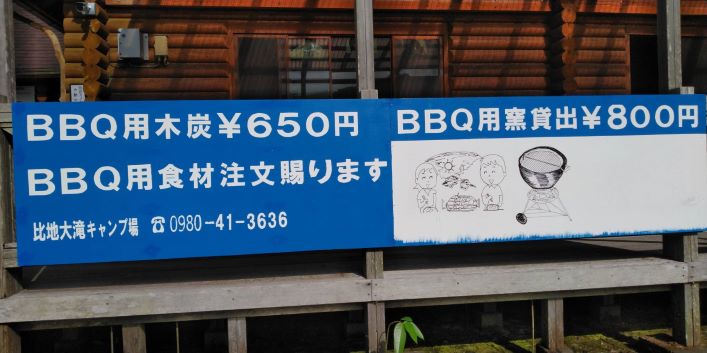 BBQ用木炭￥650円
BBQ用食材注文賜ります
比地大滝キャンプ場 ☎0980-41-3636
BBQ用窯貸出￥800円